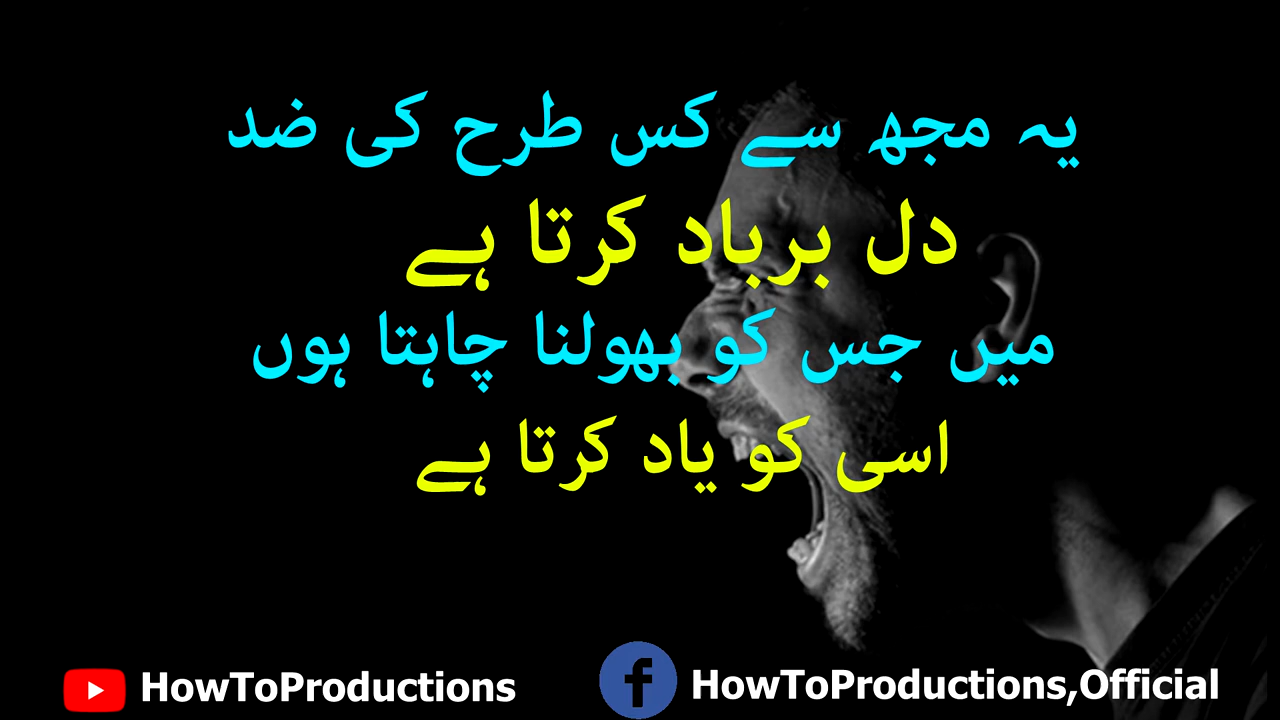 یہ مجھ سے کس طرح کی ضد
دل برباد کرتا ہے
میں جس کو بھولنا چاہتا ہوں
اسی کو یاد کرتا ہے
HowToProductions
HowToProductions,Official